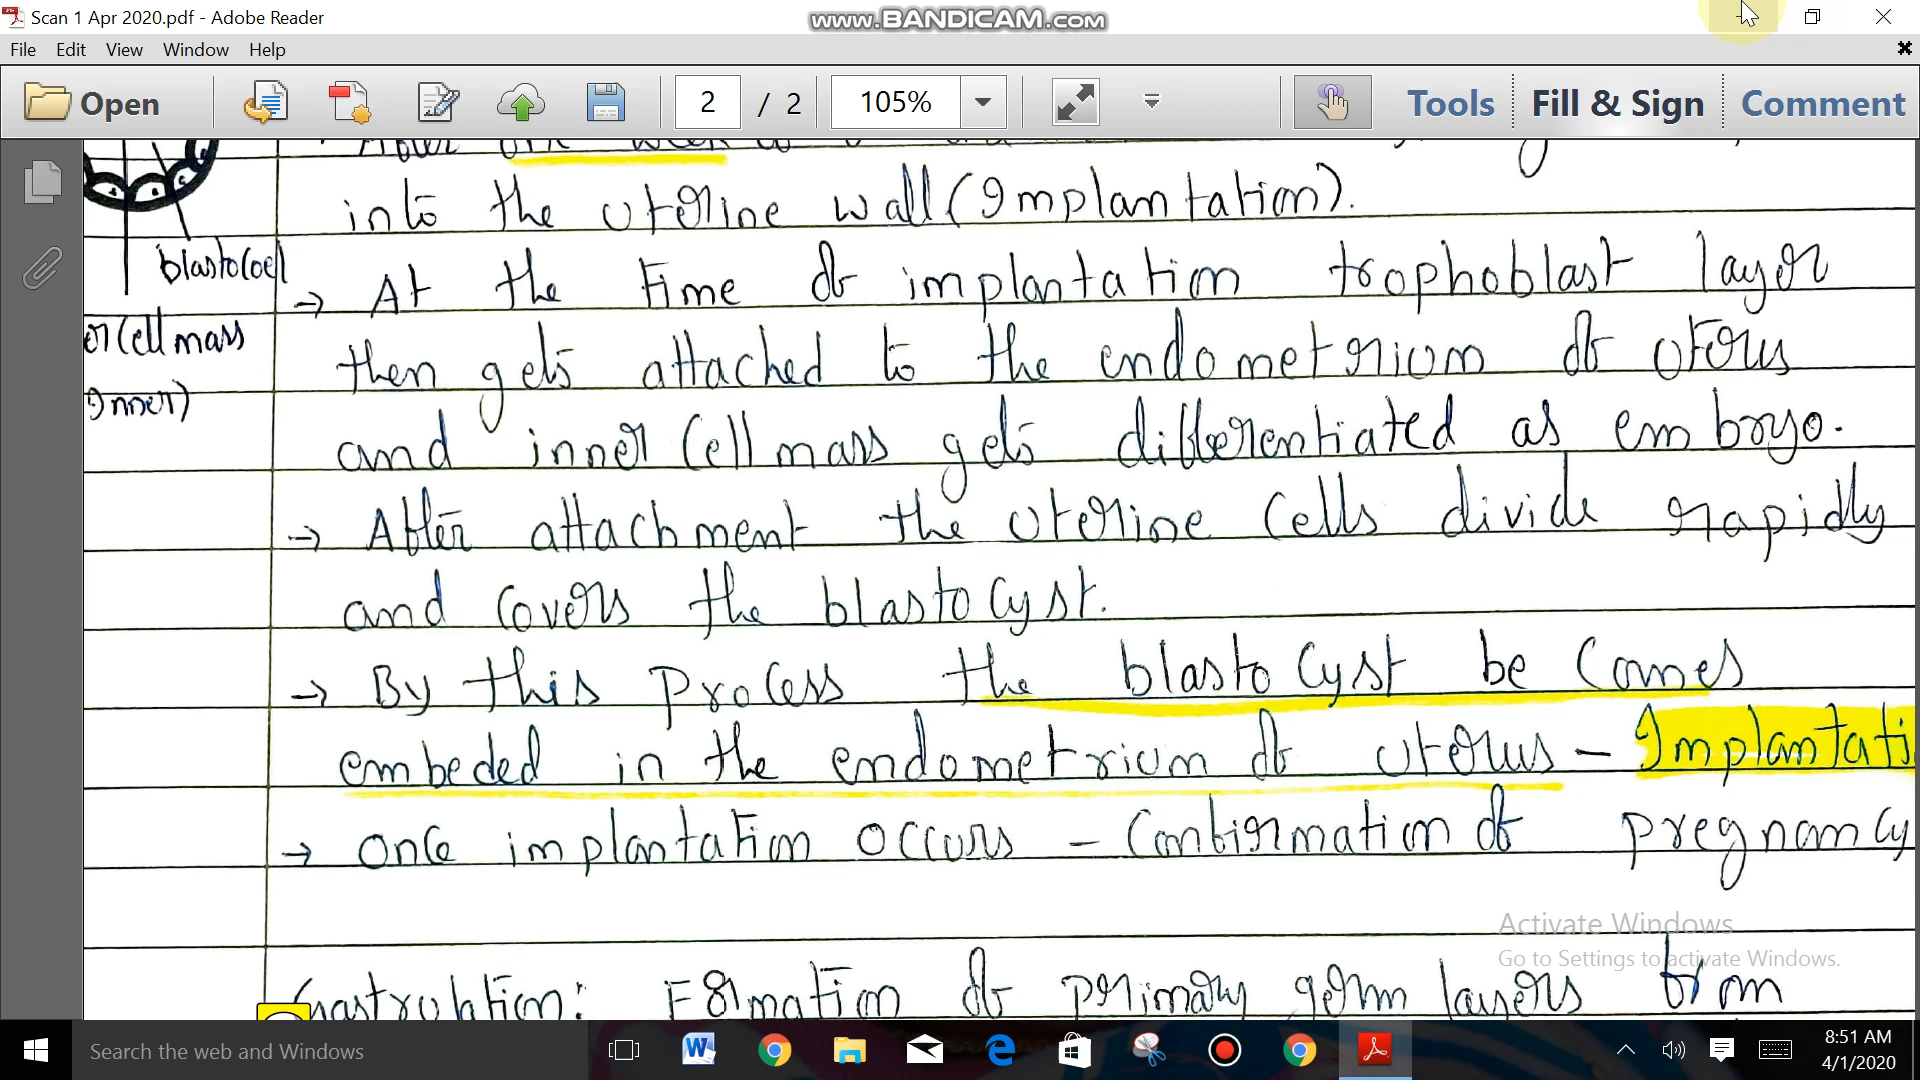 Scan 1 Apr 2020.pdf - Adobe Reader
www.BANDICAM.com
File Edit View Window Help
Open
2 / 2
105%
Tools
Fill & Sign
Comment
into the uterine wall (Implantation).
blastocoel
→ At the time of implantation trophoblast layer
er cell mass
then gets attached to the endometrium of uterus
Inner)
and inner cell mass gets differentiated as embryo.
→ After attachment the uterine cells divide rapidly
and covers the blastocyst.
→ By this process the blastocyst becomes
embeded in the endometrium of uterus - Implantati
→ once implantation occurs - confirmation of pregnancy
Activate Windows
Go to Settings to activate Windows.
Gastrulation: Formation of primary germ layers from
Search the web and Windows
8:51 AM
4/1/2020